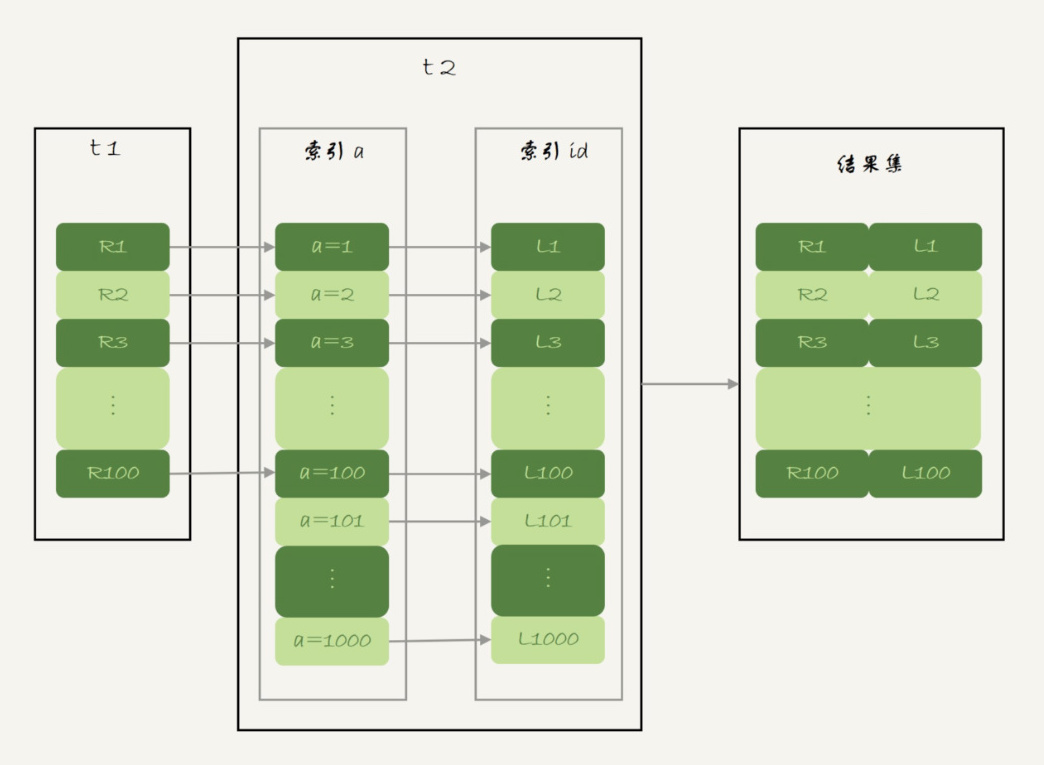 t2
t1
索引 a
索引 id
结果集
R1
a=1
L1
R1
L1
R2
a=2
L2
R2
L2
R3
a=3
L3
R3
L3
⋮
⋮
⋮
⋮
R100
a=100
L100
R100
L100
a=101
L101
⋮
⋮
a=1000
L1000